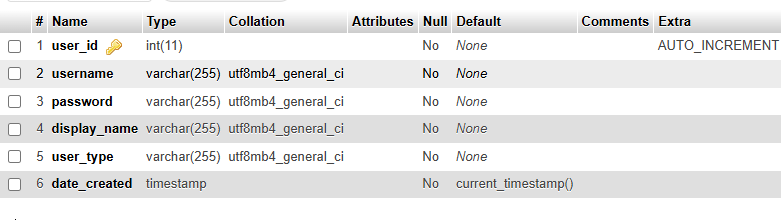 # Name Type Collation Attributes Null Default Comments Extra
1 user_id int(11) No None AUTO_INCREMENT
2 username varchar(255) utf8mb4_general_ci No None
3 password varchar(255) utf8mb4_general_ci No None
4 display_name varchar(255) utf8mb4_general_ci No None
5 user_type varchar(255) utf8mb4_general_ci No None
6 date_created timestamp No current_timestamp()